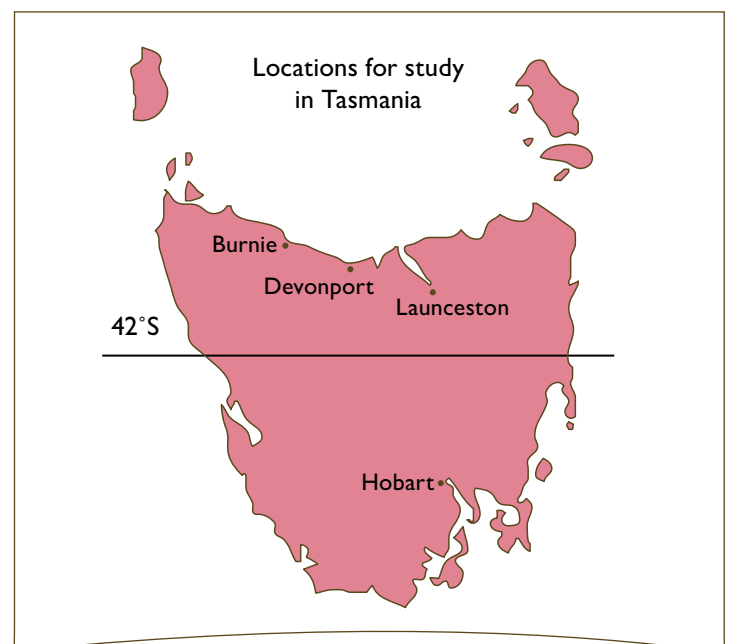 Locations for study
in Tasmania
Burnie
Devonport
Launceston
42˚S
Hobart